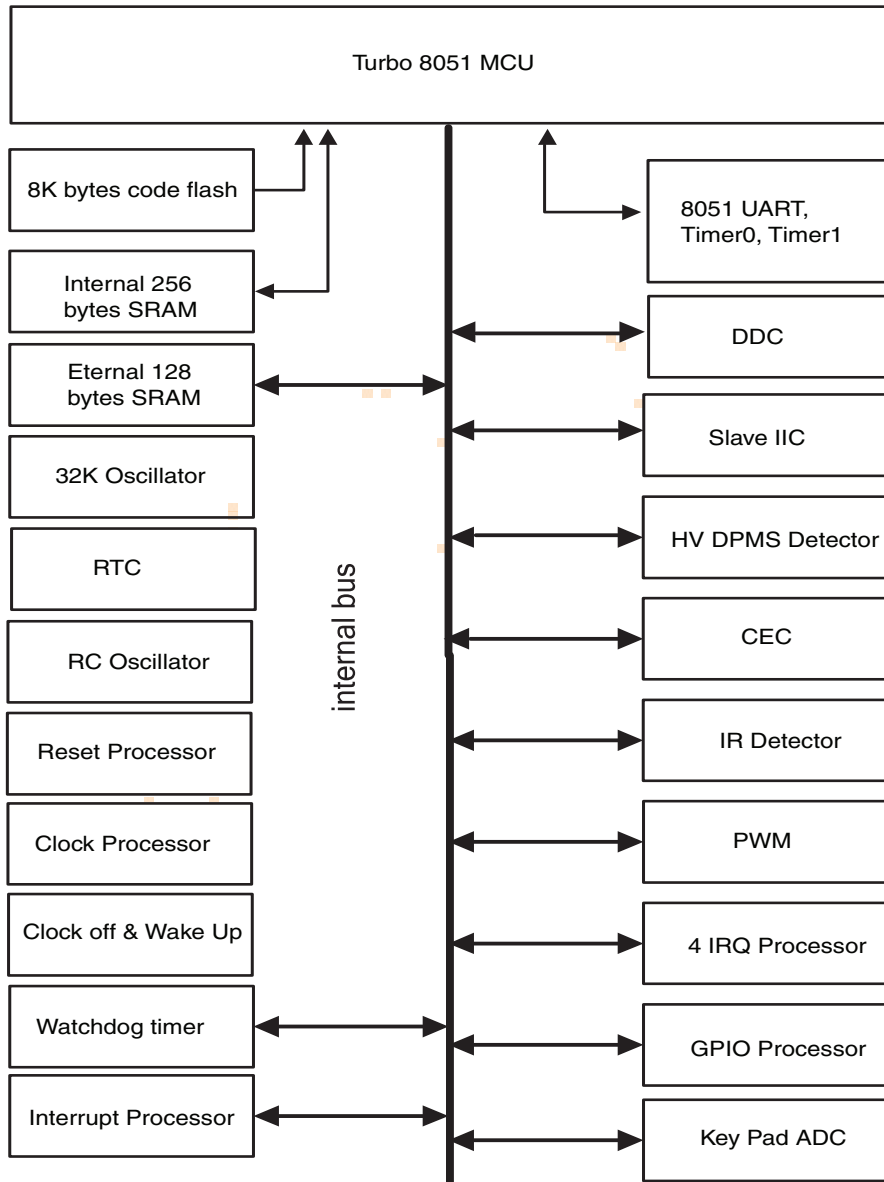 Turbo 8051 MCU
8K bytes code flash
Internal 256
bytes SRAM
Eternal 128
bytes SRAM
32K Oscillator
RTC
RC Oscillator
Reset Processor
Clock Processor
Clock off & Wake Up
Watchdog timer
Interrupt Processor
internal bus
8051 UART,
Timer0, Timer1
DDC
Slave IIC
HV DPMS Detector
CEC
IR Detector
PWM
4 IRQ Processor
GPIO Processor
Key Pad ADC